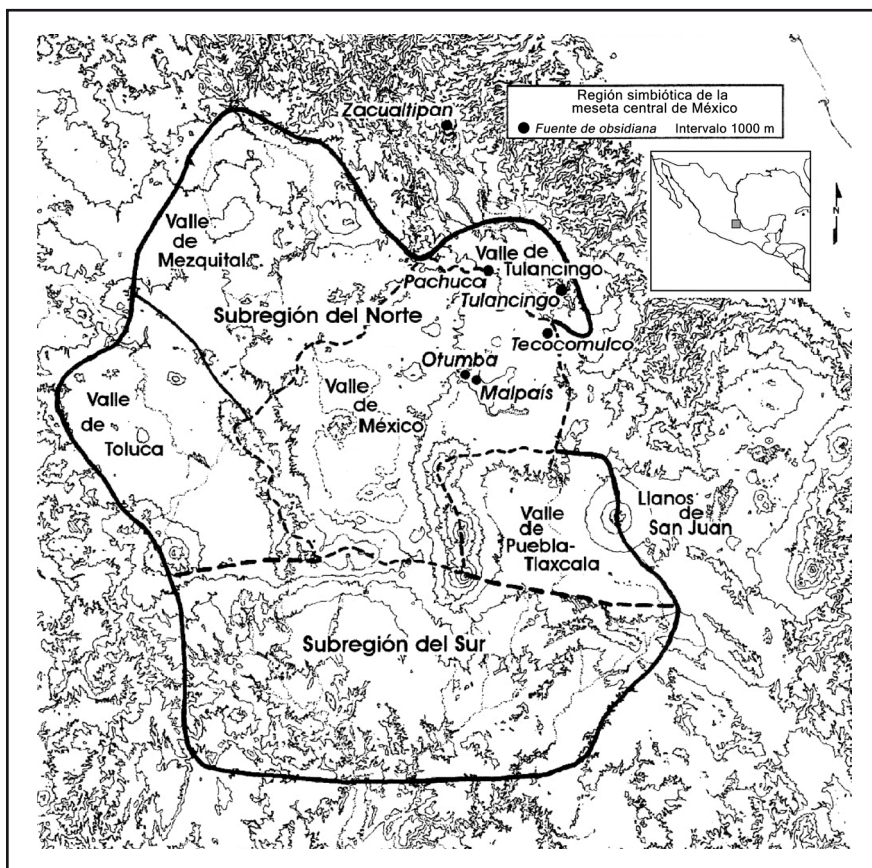 Región simbiótica de la
meseta central de México
Fuente de obsidiana Intervalo 1000 m
Zacualtipan
N
Valle
de
Mezquital
Valle de
Tulancingo
Pachuca
Tulancingo
Subregión del Norte
Tecocomulco
Otumba
Malpaís
Valle
de
Toluca
Valle
de
México
Llanos
de
San Juan
Valle
de
Puebla-
Tlaxcala
Subregión del Sur